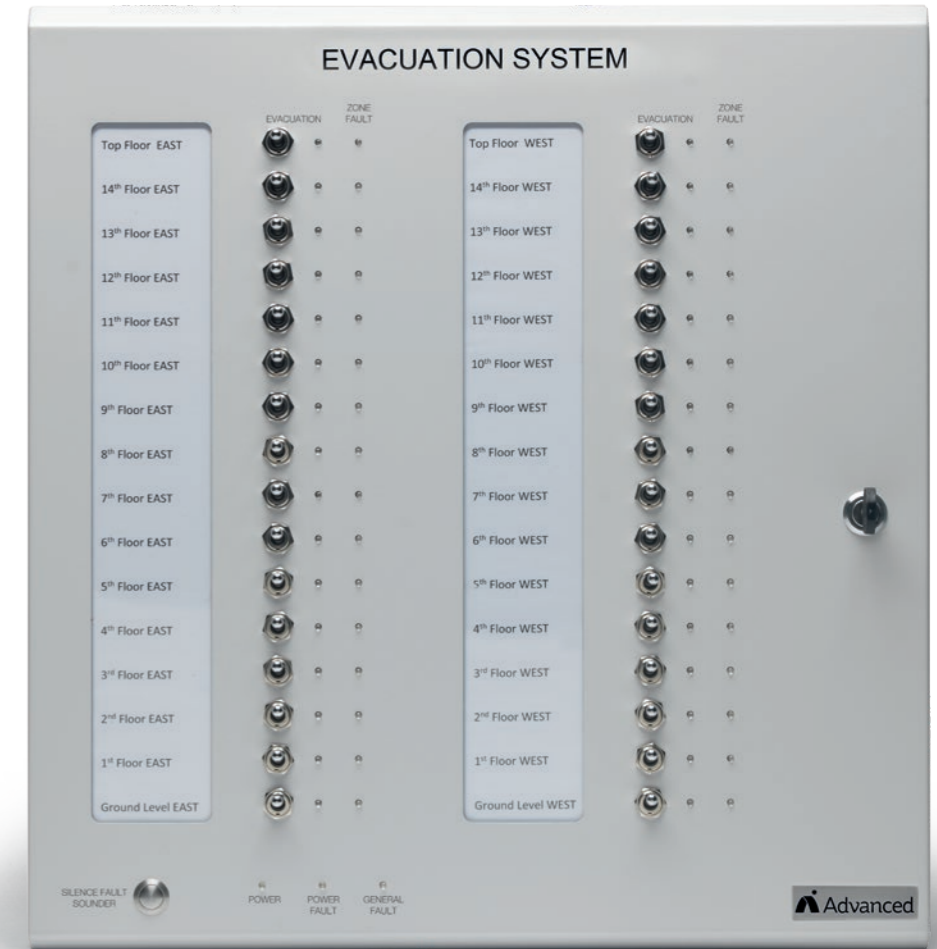 EVACUATION SYSTEM
EVACUATION
ZONE
FAULT
Top Floor EAST
14th Floor EAST
13th Floor EAST
12th Floor EAST
11th Floor EAST
10th Floor EAST
9th Floor EAST
8th Floor EAST
7th Floor EAST
6th Floor EAST
5th Floor EAST
4th Floor EAST
3rd Floor EAST
2nd Floor EAST
1st Floor EAST
Ground Level EAST
EVACUATION
ZONE
FAULT
Top Floor WEST
14th Floor WEST
13th Floor WEST
12th Floor WEST
11th Floor WEST
10th Floor WEST
9th Floor WEST
8th Floor WEST
7th Floor WEST
6th Floor WEST
5th Floor WEST
4th Floor WEST
3rd Floor WEST
2nd Floor WEST
1st Floor WEST
Ground Level WEST
SILENCE FAULT
SOUNDER
POWER
POWER
FAULT
GENERAL
FAULT
Advanced